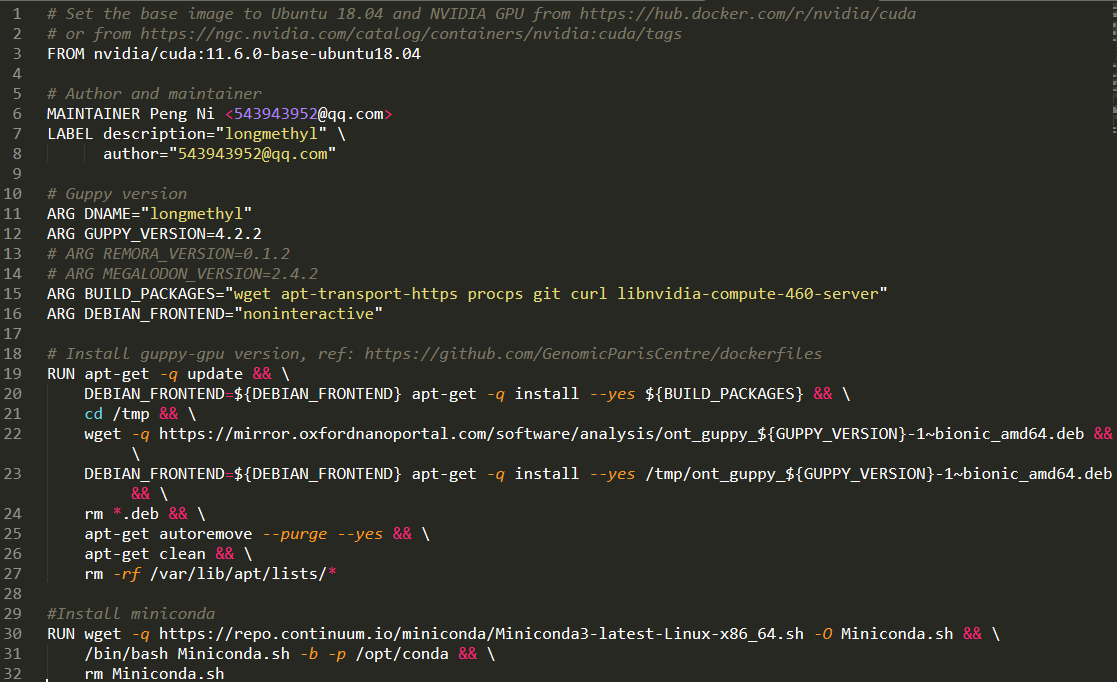 1 # Set the base image to Ubuntu 18.04 and NVIDIA GPU from https://hub.docker.com/r/nvidia/cuda
2 # or from https://ngc.nvidia.com/catalog/containers/nvidia:cuda/tags
3 FROM nvidia/cuda:11.6.0-base-ubuntu18.04
4
5 # Author and maintainer
6 MAINTAINER Peng Ni <543943952@qq.com>
7 LABEL description="longmethyl" \
8       author="543943952@qq.com"
9
10 # Guppy version
11 ARG DNAME="longmethyl"
12 ARG GUPPY_VERSION=4.2.2
13 # ARG REMORA_VERSION=0.1.2
14 # ARG MEGALODON_VERSION=2.4.2
15 ARG BUILD_PACKAGES="wget apt-transport-https procps git curl libnvidia-compute-460-server"
16 ARG DEBIAN_FRONTEND="noninteractive"
17
18 # Install guppy-gpu version, ref: https://github.com/GenomicParisCentre/dockerfiles
19 RUN apt-get -q update && \
20     DEBIAN_FRONTEND=${DEBIAN_FRONTEND} apt-get -q install --yes ${BUILD_PACKAGES} && \
21     cd /tmp && \
22     wget -q https://mirror.oxfordnanoportal.com/software/analysis/ont_guppy_${GUPPY_VERSION}-1~bionic_amd64.deb &&
\
23     DEBIAN_FRONTEND=${DEBIAN_FRONTEND} apt-get -q install --yes /tmp/ont_guppy_${GUPPY_VERSION}-1~bionic_amd64.deb
&& \
24     rm *.deb && \
25     apt-get autoremove --purge --yes && \
26     apt-get clean && \
27     rm -rf /var/lib/apt/lists/*
28
29 #Install miniconda
30 RUN wget -q https://repo.continuum.io/miniconda/Miniconda3-latest-Linux-x86_64.sh -O Miniconda.sh && \
31     /bin/bash Miniconda.sh -b -p /opt/conda && \
32     rm Miniconda.sh